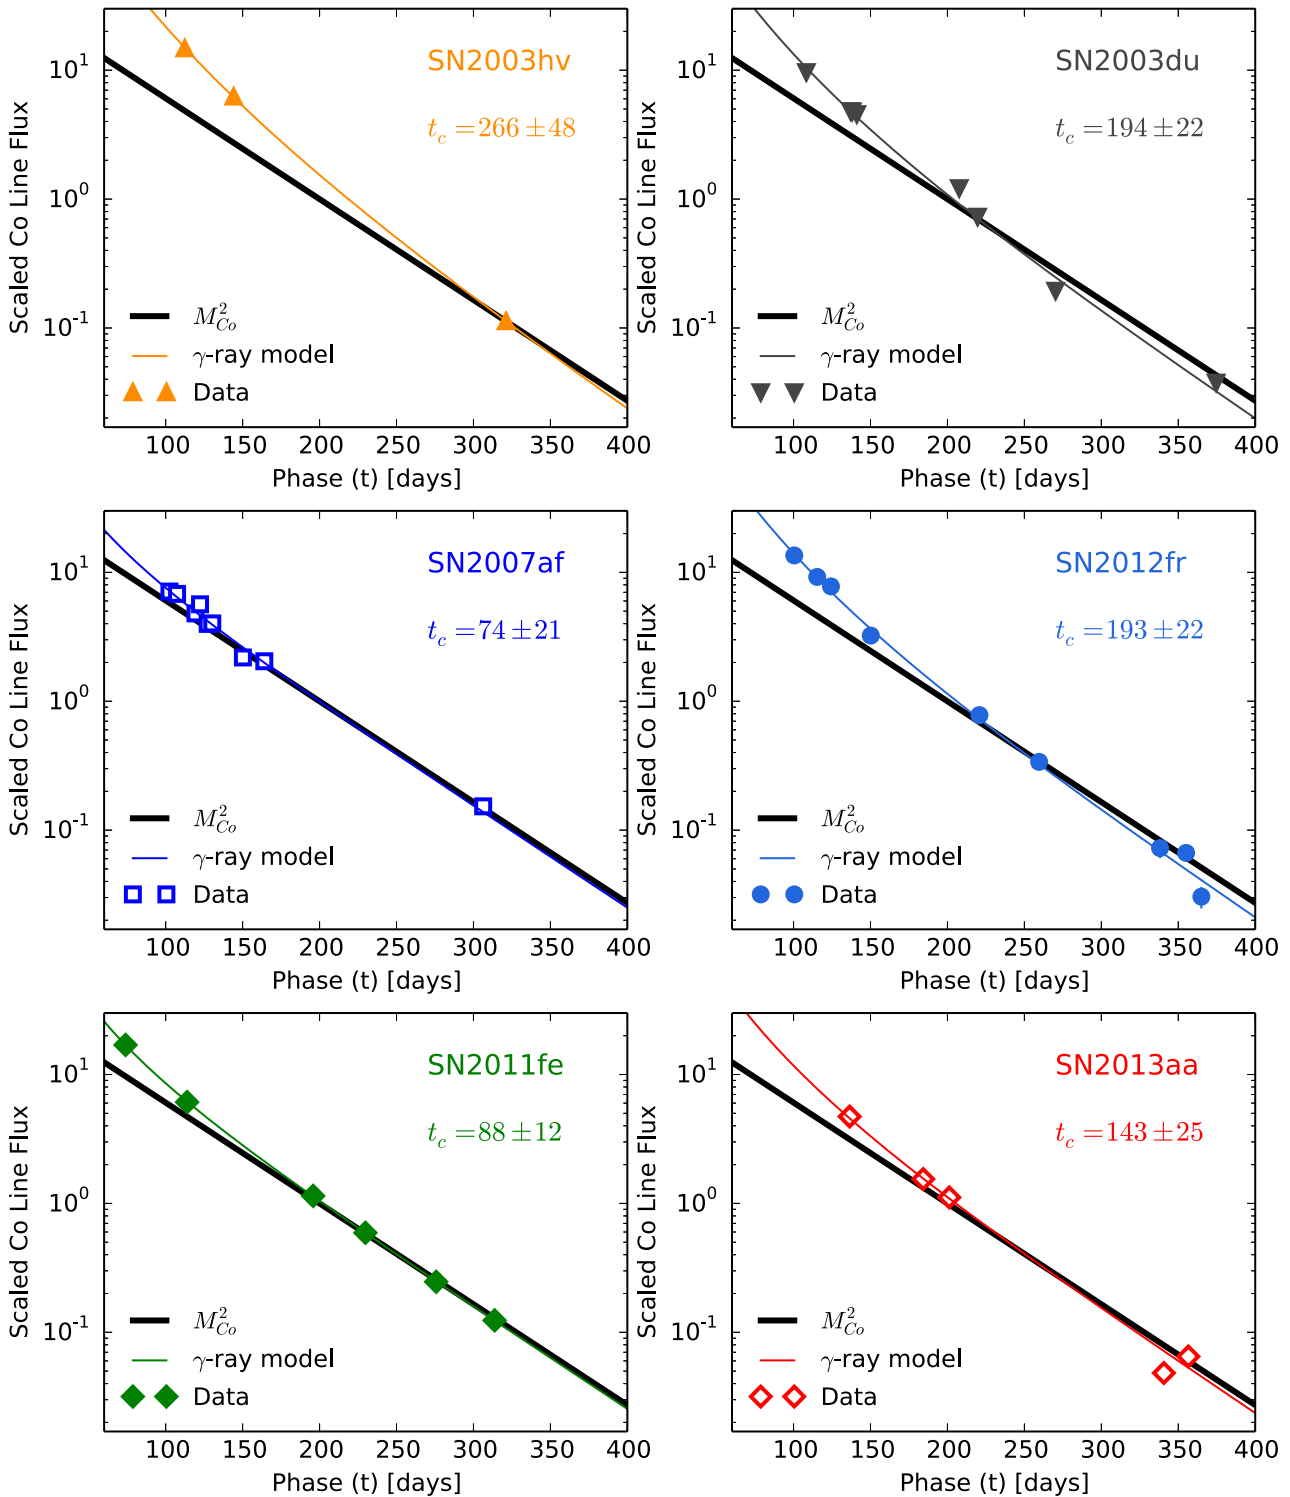 SN2003hv
t_c = 266 ± 48
M²_Co
γ-ray model
Data
10¹
10⁰
10⁻¹
Scaled Co Line Flux
100 150 200 250 300 350 400
Phase (t) [days]
SN2003du
t_c = 194 ± 22
M²_Co
γ-ray model
Data
10¹
10⁰
10⁻¹
Scaled Co Line Flux
100 150 200 250 300 350 400
Phase (t) [days]
SN2007af
t_c = 74 ± 21
M²_Co
γ-ray model
Data
10¹
10⁰
10⁻¹
Scaled Co Line Flux
100 150 200 250 300 350 400
Phase (t) [days]
SN2012fr
t_c = 193 ± 22
M²_Co
γ-ray model
Data
10¹
10⁰
10⁻¹
Scaled Co Line Flux
100 150 200 250 300 350 400
Phase (t) [days]
SN2011fe
t_c = 88 ± 12
M²_Co
γ-ray model
Data
10¹
10⁰
10⁻¹
Scaled Co Line Flux
100 150 200 250 300 350 400
Phase (t) [days]
SN2013aa
t_c = 143 ± 25
M²_Co
γ-ray model
Data
10¹
10⁰
10⁻¹
Scaled Co Line Flux
100 150 200 250 300 350 400
Phase (t) [days]